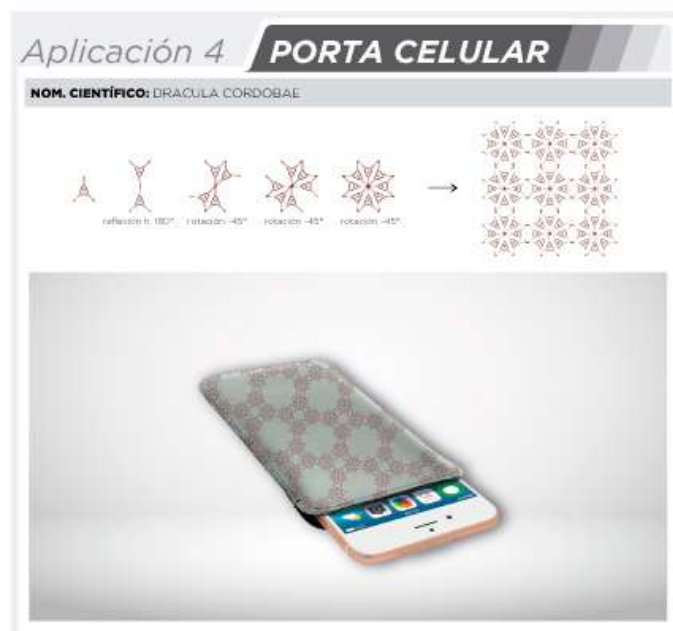 Aplicación 4 PORTA CELULAR
NOM. CIENTÍFICO: DRACULA CORDOBAE
reflexión h. 180° rotación -45° rotación -45° rotación -45°